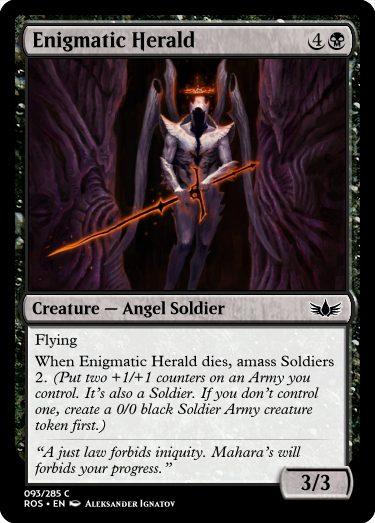 Enigmatic Herald 4
Creature — Angel Soldier
Flying
When Enigmatic Herald dies, amass Soldiers
2. (Put two +1/+1 counters on an Army you
control. It's also a Soldier. If you don't control
one, create a 0/0 black Soldier Army creature
token first.)
“A just law forbids iniquity. Mahara's will
forbids your progress.”
3/3
093/285 C
ROS • EN Aleksander Ignatov